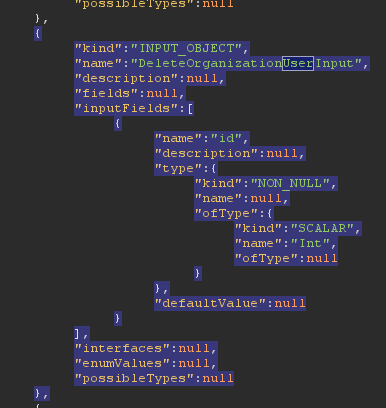 "possibleTypes":null
},
{
"kind":"INPUT_OBJECT",
"name":"DeleteOrganizationUserInput",
"description":null,
"fields":null,
"inputFields":[
{
"name":"id",
"description":null,
"type":{
"kind":"NON_NULL",
"name":null,
"ofType":{
"kind":"SCALAR",
"name":"Int",
"ofType":null
}
},
"defaultValue":null
}
],
"interfaces":null,
"enumValues":null,
"possibleTypes":null
},
{